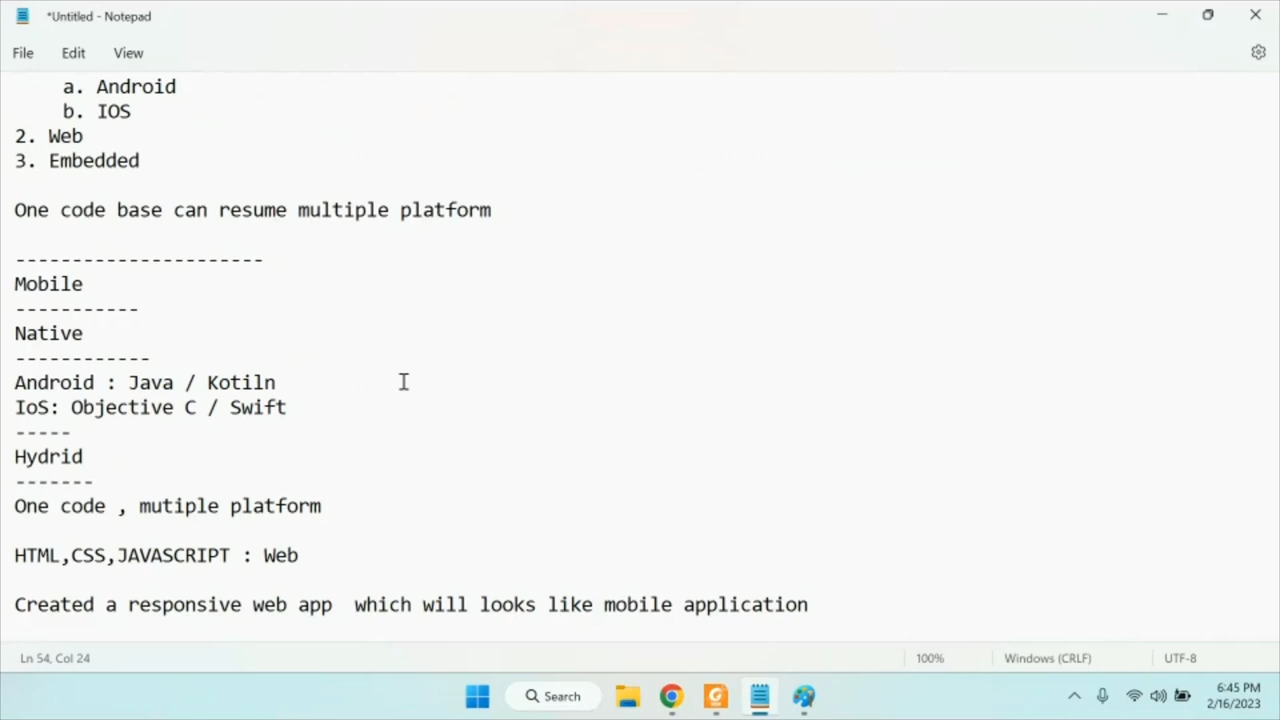 *Untitled - Notepad
File Edit View
a. Android
b. IOS
2. Web
3. Embedded
One code base can resume multiple platform
----------------------
Mobile
-----------
Native
------------
Android : Java / Kotiln
IoS: Objective C / Swift
-----
Hydrid
-------
One code , mutiple platform
HTML,CSS,JAVASCRIPT : Web
Created a responsive web app  which will looks like mobile application
Ln 54, Col 24 100% Windows (CRLF) UTF-8
Search 6:45 PM
2/16/2023